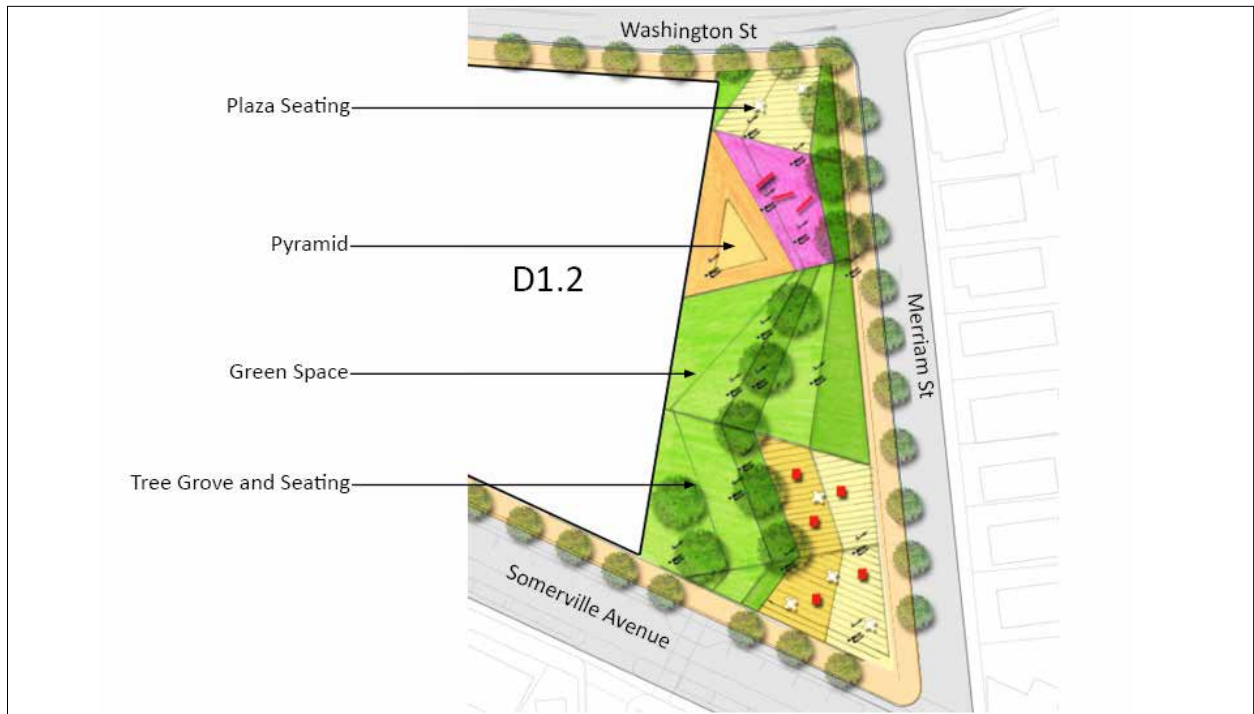 Washington St
Plaza Seating
Pyramid
D1.2
Merriam St
Green Space
Tree Grove and Seating
Somerville Avenue